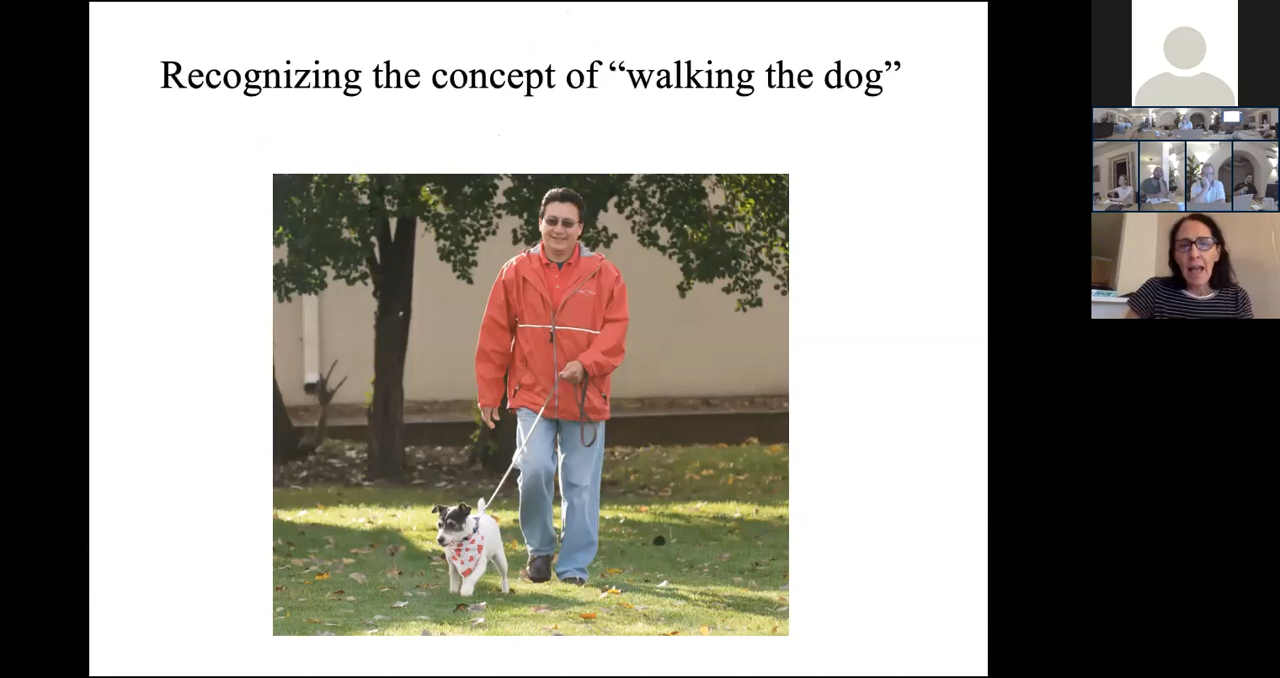 Recognizing the concept of “walking the dog”